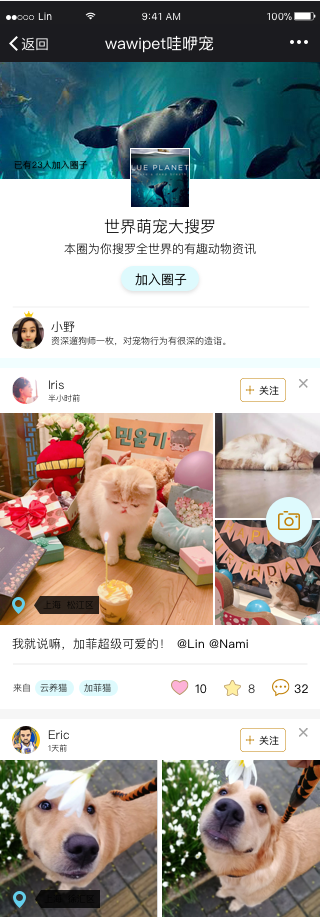 Lin
9:41 AM
100%
返回
wawipet哇咿宠
已有23人加入圈子
LUE PLANET
世界萌宠大搜罗
本圈为你搜罗全世界的有趣动物资讯
加入圈子
小野
资深遛狗师一枚，对宠物行为有很深的造诣。
Iris
半小时前
+ 关注
민윤기
上海 松江区
我就说嘛，加菲超级可爱的！ @Lin @Nami
来自 云养猫 加菲猫
10
8
32
Eric
1天前
+ 关注